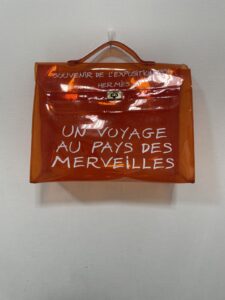 SOUVENIR DE L'EXPOSITION
HERMÈS
UN VOYAGE
AU PAYS DES
MERVEILLES